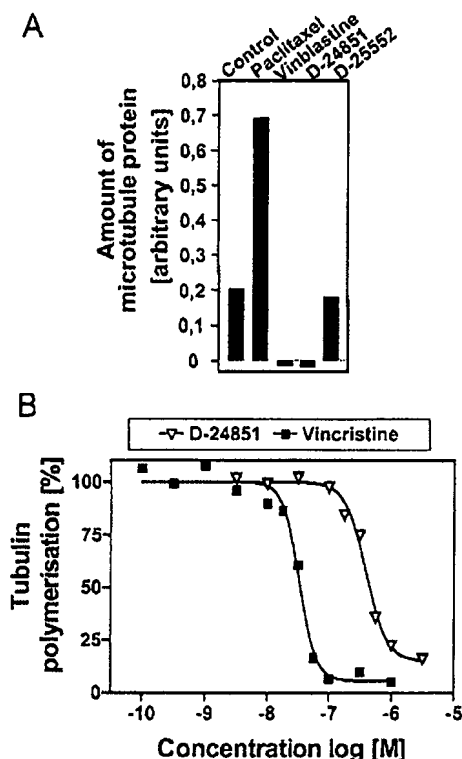 A
Control
Paclitaxel
Vinblastine
D-24851
D-25552
0,8
0,7
0,6
0,5
0,4
0,3
0,2
0,1
0
Amount of
microtubule protein
[arbitrary units]
B
D-24851 Vincristine
100
75
50
25
0
Tubulin
polymerisation [%]
-10 -9 -8 -7 -6 -5
Concentration log [M]